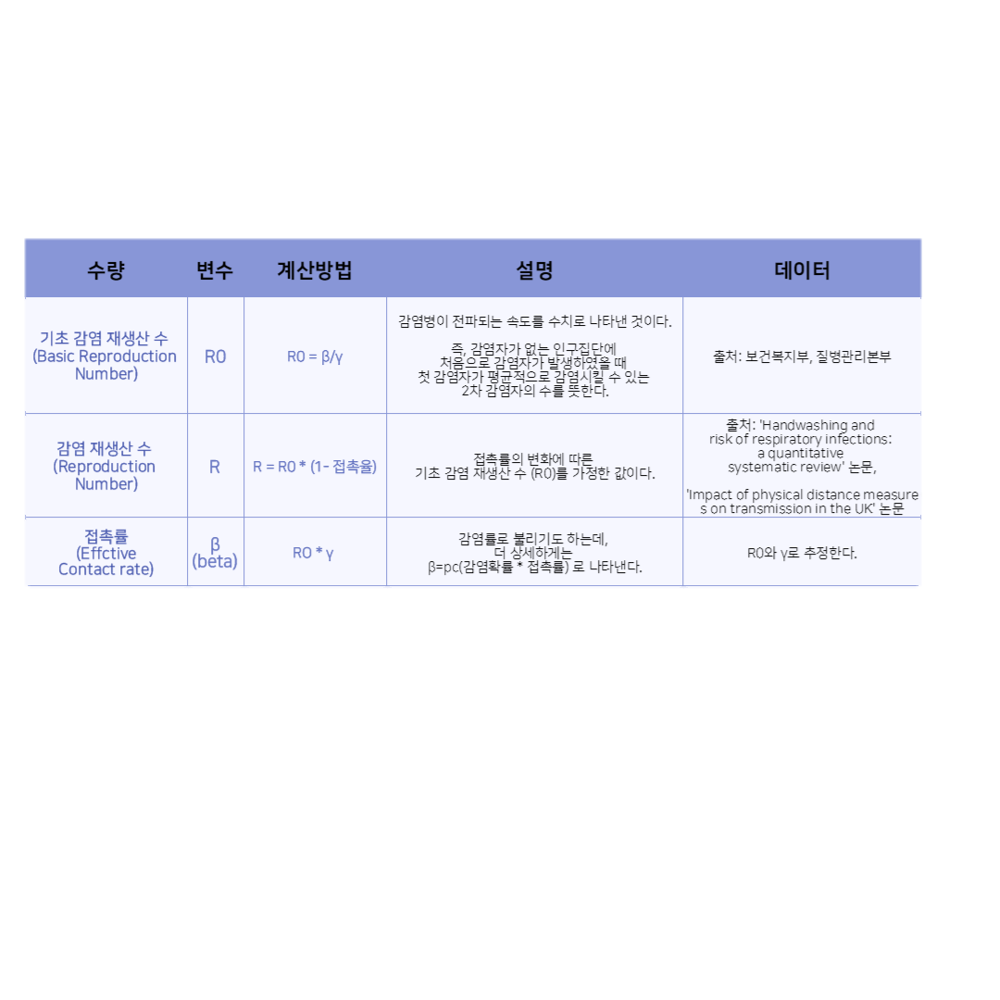 수량
변수
계산방법
설명
데이터
기초 감염 재생산 수
(Basic Reproduction
Number)
R0
R0 = β/γ
감염병이 전파되는 속도를 수치로 나타낸 것이다.
즉, 감염자가 없는 인구집단에
처음으로 감염자가 발생하였을 때
첫 감염자가 평균적으로 감염시킬 수 있는
2차 감염자의 수를 뜻한다.
출처: 보건복지부, 질병관리본부
감염 재생산 수
(Reproduction
Number)
R
R = R0 * (1- 접촉율)
접촉률의 변화에 따른
기초 감염 재생산 수 (R0)를 가정한 값이다.
출처: 'Handwashing and
risk of respiratory infections:
a quantitative
systematic review' 논문,
'Impact of physical distance measure
s on transmission in the UK' 논문
접촉률
(Effctive
Contact rate)
β
(beta)
R0 * γ
감염률로 불리기도 하는데,
더 상세하게는
β=pc(감염확률 * 접촉률) 로 나타낸다.
R0와 γ로 추정한다.